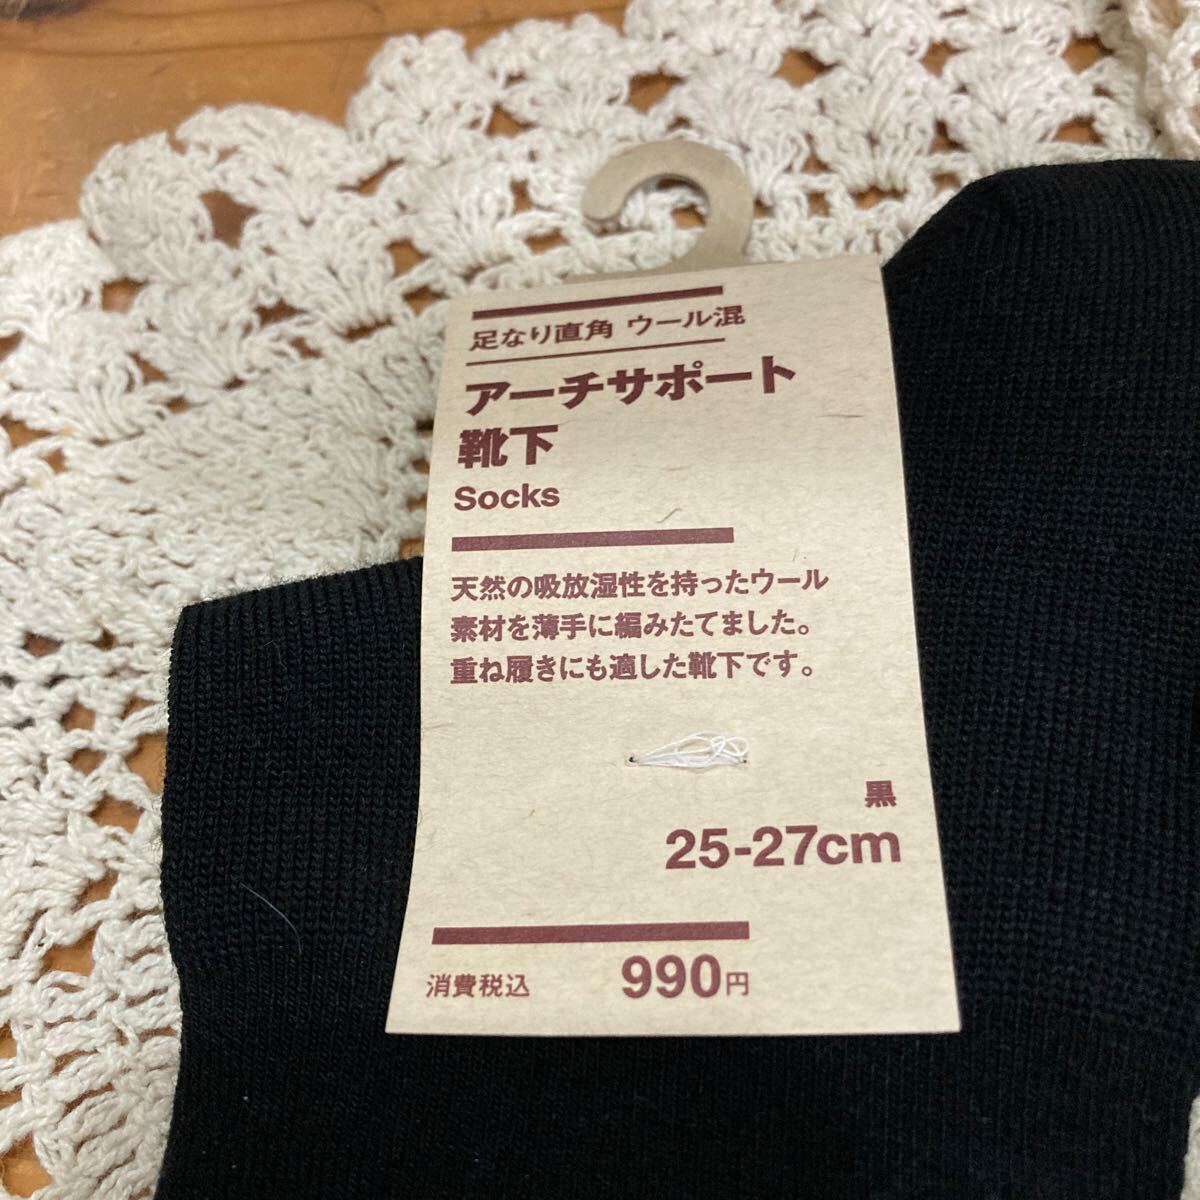 足なり直角 ウール混
アーチサポート
靴下
Socks
天然の吸放湿性を持ったウール
素材を薄手に編みたてました。
重ね履きにも適した靴下です。
黒
25-27cm
消費税込 990円